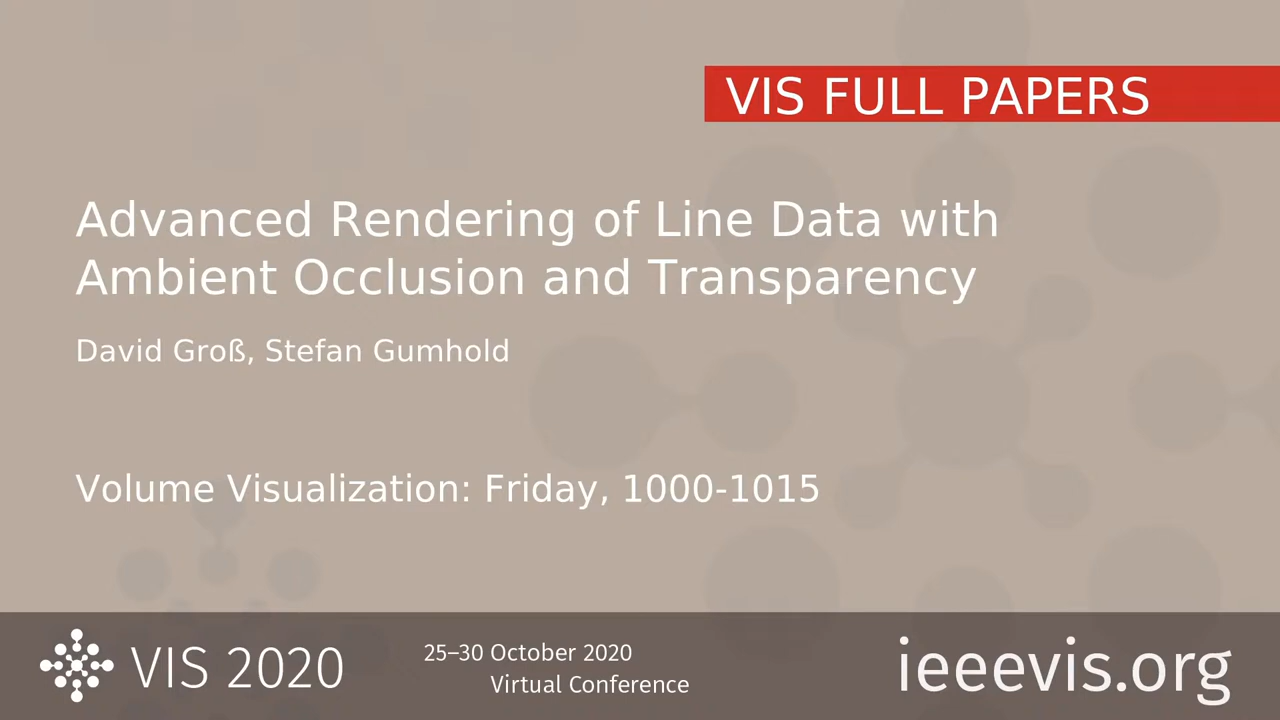 VIS FULL PAPERS
Advanced Rendering of Line Data with
Ambient Occlusion and Transparency
David Groß, Stefan Gumhold
Volume Visualization: Friday, 1000-1015
VIS 2020
25–30 October 2020
Virtual Conference
ieeevis.org